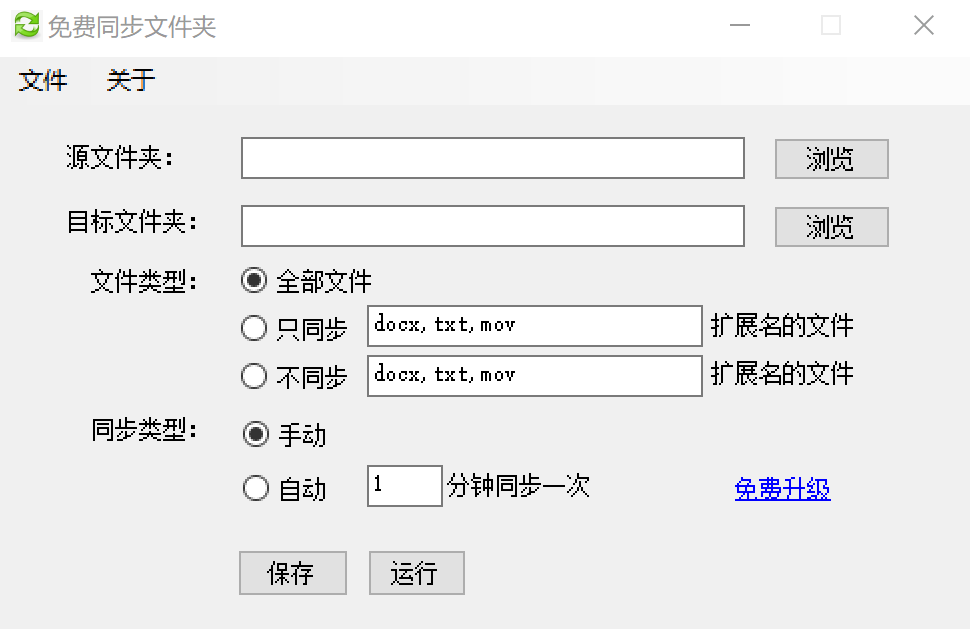 免费同步文件夹
文件 关于
源文件夹: 浏览
目标文件夹: 浏览
文件类型: 全部文件
只同步 docx,txt,mov 扩展名的文件
不同步 docx,txt,mov 扩展名的文件
同步类型: 手动
自动 1 分钟同步一次 免费升级
保存 运行